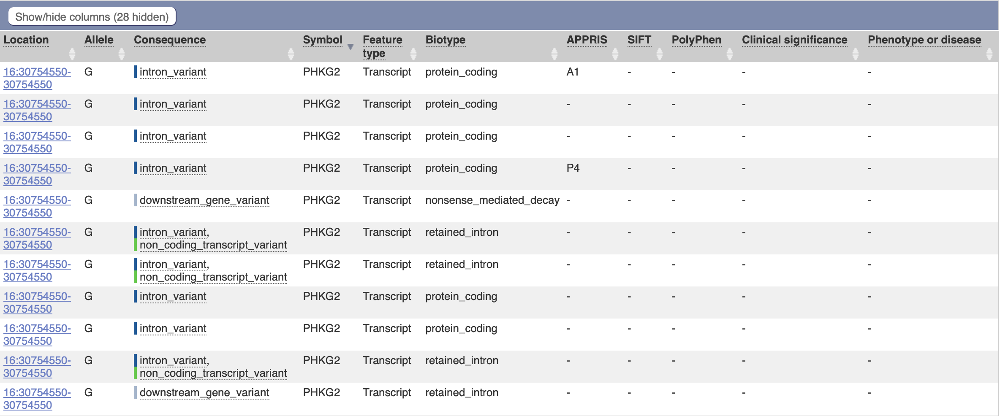 Show/hide columns (28 hidden)
Location Allele Consequence Symbol Feature type Biotype APPRIS SIFT PolyPhen Clinical significance Phenotype or disease
16:30754550-30754550 G intron_variant PHKG2 Transcript protein_coding A1 - - - -
16:30754550-30754550 G intron_variant PHKG2 Transcript protein_coding - - - - -
16:30754550-30754550 G intron_variant PHKG2 Transcript protein_coding - - - - -
16:30754550-30754550 G intron_variant PHKG2 Transcript protein_coding P4 - - - -
16:30754550-30754550 G downstream_gene_variant PHKG2 Transcript nonsense_mediated_decay - - - - -
16:30754550-30754550 G intron_variant, non_coding_transcript_variant PHKG2 Transcript retained_intron - - - - -
16:30754550-30754550 G intron_variant, non_coding_transcript_variant PHKG2 Transcript retained_intron - - - - -
16:30754550-30754550 G intron_variant PHKG2 Transcript protein_coding - - - - -
16:30754550-30754550 G intron_variant PHKG2 Transcript protein_coding - - - - -
16:30754550-30754550 G intron_variant, non_coding_transcript_variant PHKG2 Transcript retained_intron - - - - -
16:30754550-30754550 G downstream_gene_variant PHKG2 Transcript retained_intron - - - - -